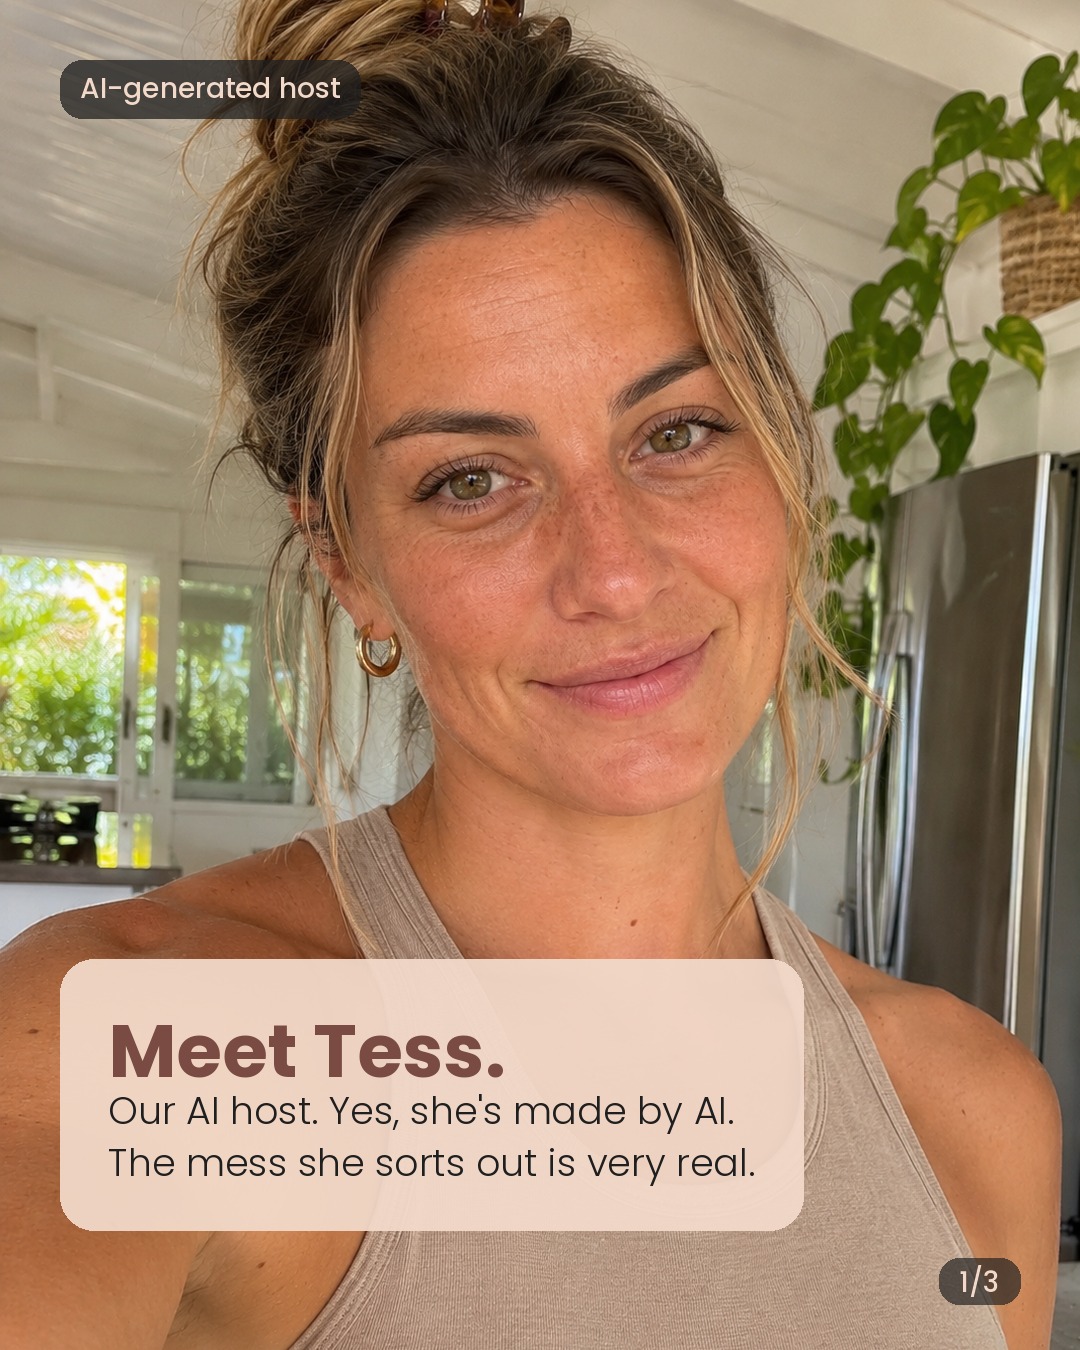 AI-generated host
Meet Tess.
Our AI host. Yes, she's made by AI.
The mess she sorts out is very real.
1/3